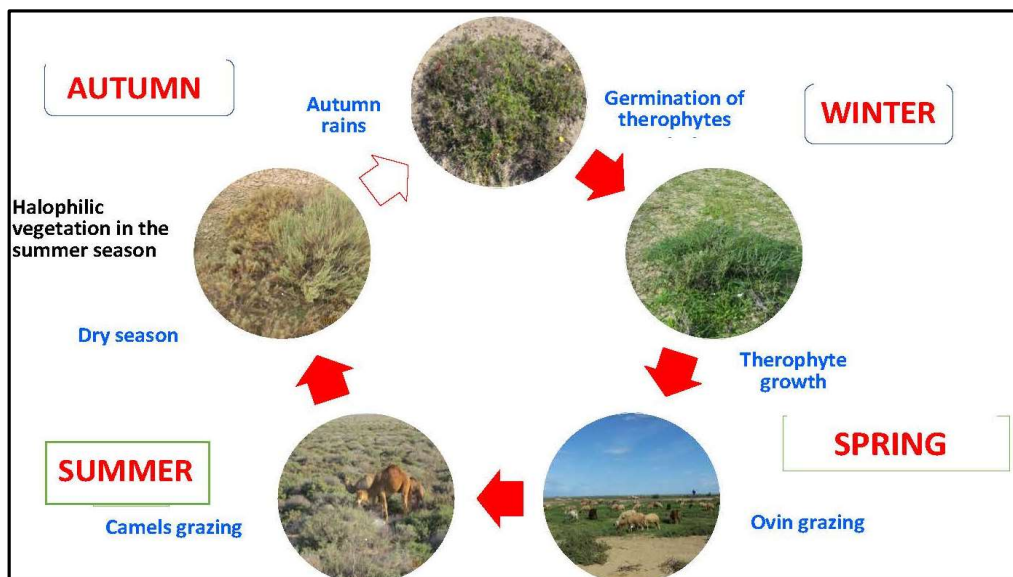 AUTUMN
Autumn
rains
Germination of
therophytes
WINTER
Halophilic
vegetation in the
summer season
Dry season
Therophyte
growth
SUMMER
SPRING
Camels grazing
Ovin grazing